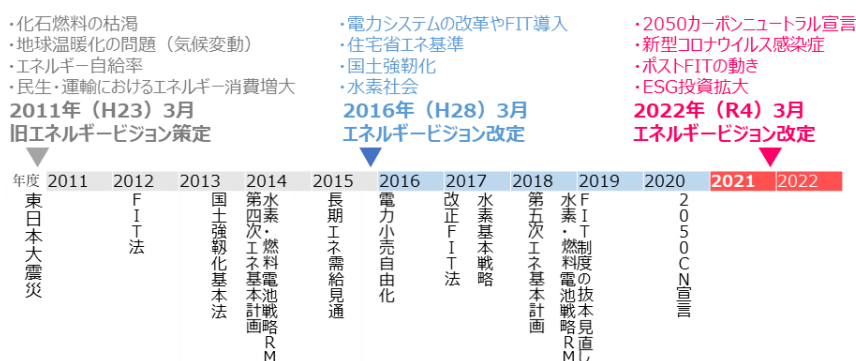 ・化石燃料の枯渇
・地球温暖化の問題（気候変動）
・エネルギー自給率
・民生・運輸におけるエネルギー消費増大
2011年（H23）3月
旧エネルギービジョン策定
・電力システムの改革やFIT導入
・住宅省エネ基準
・国土強靭化
・水素社会
2016年（H28）3月
エネルギービジョン改定
・2050カーボンニュートラル宣言
・新型コロナウイルス感染症
・ポストFITの動き
・ESG投資拡大
2022年（R4）3月
エネルギービジョン改定
年度 2011 2012 2013 2014 2015 2016 2017 2018 2019 2020 2021 2022
東日本大震災
FIT法
国土強靱化基本法
第四次エネ基本計画
水素・燃料電池戦略RM
長期エネ需給見通
電力小売自由化
改正FIT法
水素基本戦略
第五次エネ基本計画
水素・燃料電池戦略RM
FIT制度の抜本見直し
2050CN宣言